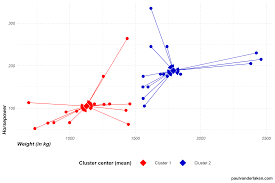 300
200
100
Horsepower
1000
1500
2000
2500
Weight (in kg)
Cluster center (mean)
Cluster 1
Cluster 2
paulvanderlaken.com